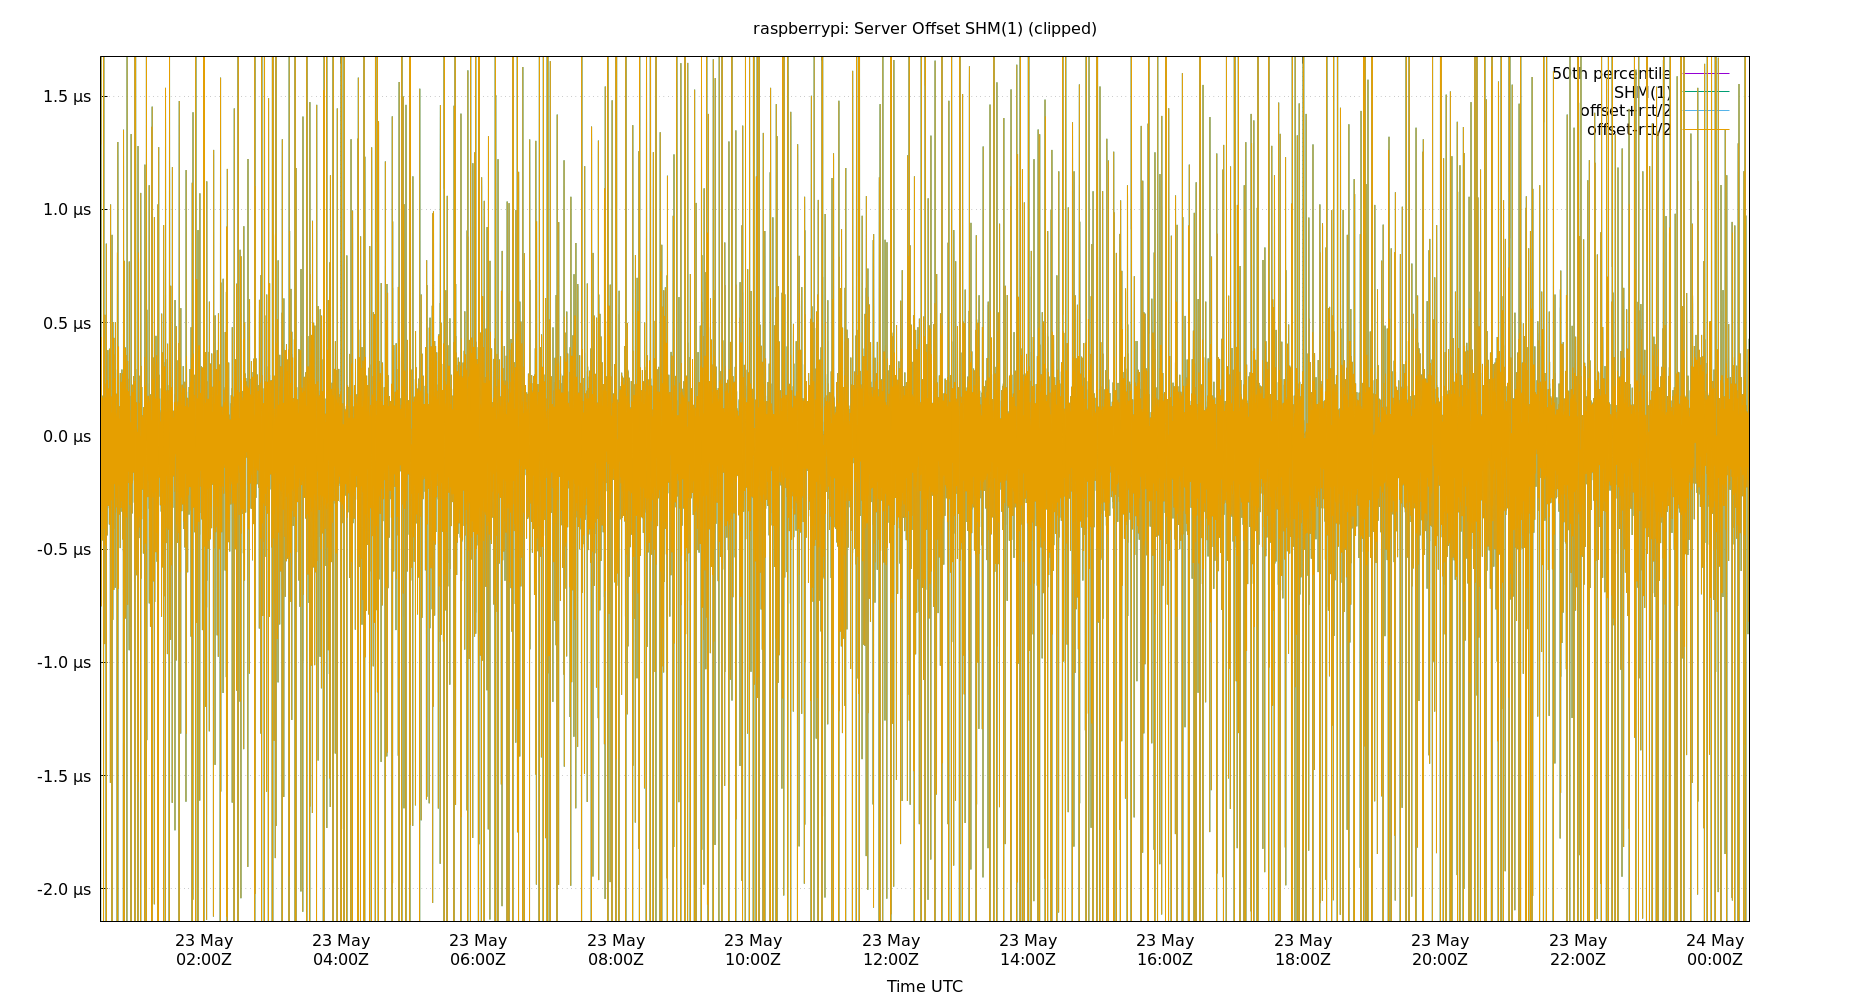 raspberrypi: Server Offset SHM(1) (clipped)
50th percentile
SHM(1)
offset+rtt/2
offset-rtt/2
1.5 µs
1.0 µs
0.5 µs
0.0 µs
-0.5 µs
-1.0 µs
-1.5 µs
-2.0 µs
23 May 23 May 23 May 23 May 23 May 23 May 23 May 23 May 23 May 23 May 23 May 24 May
02:00Z 04:00Z 06:00Z 08:00Z 10:00Z 12:00Z 14:00Z 16:00Z 18:00Z 20:00Z 22:00Z 00:00Z
Time UTC